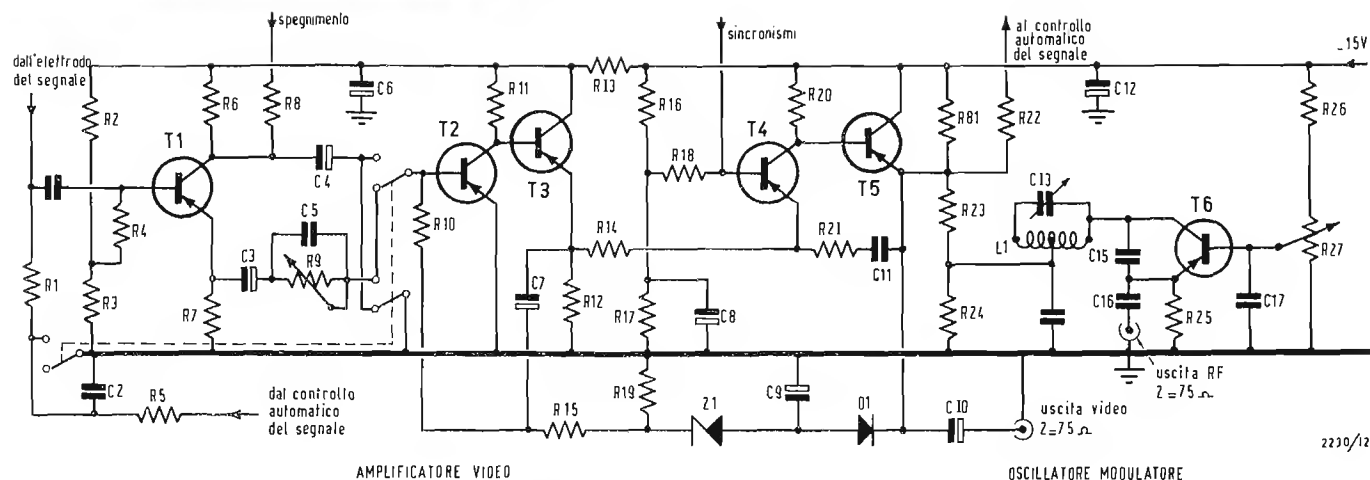 spegnimento
sincronismi
al controllo
automatico
del segnale
_15V
dall'elettrodo
del segnale
R2
R6
R8
C6
R11
R13
R16
R20
R81
R22
C12
R26
T1
T2
T3
T4
T5
T6
R4
C4
R18
C5
R10
R14
R21
C11
R23
C13
L1
C15
R27
R1
R3
R7
C3
R9
C7
R12
R17
C8
R24
C16
R25
C17
C2
R5
dal controllo
automatico
del segnale
R15
R19
Z1
C9
D1
C10
uscita video
2=75 Ω
uscita RF
2=75 Ω
2230/12
AMPLIFICATORE VIDEO
OSCILLATORE MODULATORE